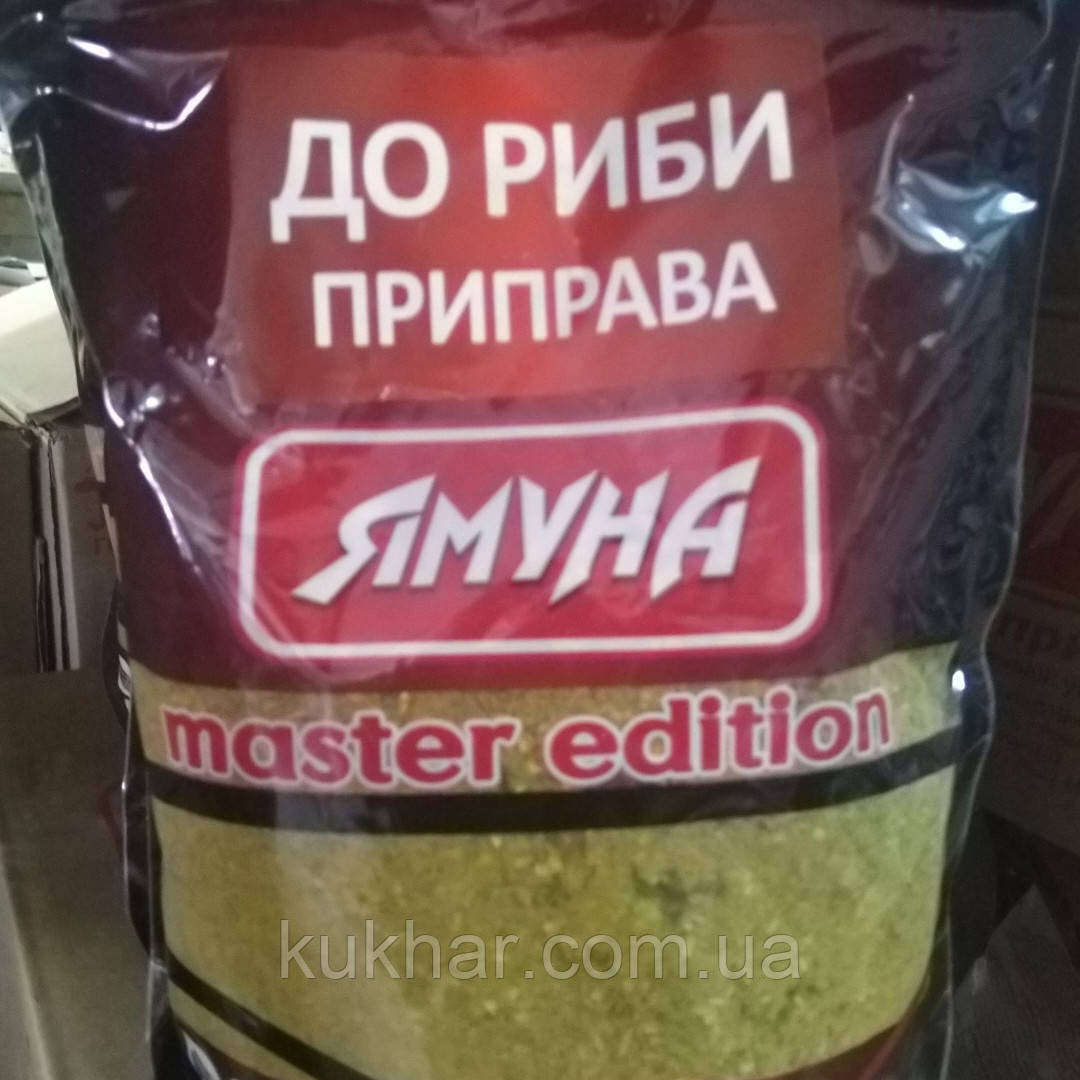 ДО РИБИ
ПРИПРАВА
ЯМУНА
master edition
kukhar.com.ua